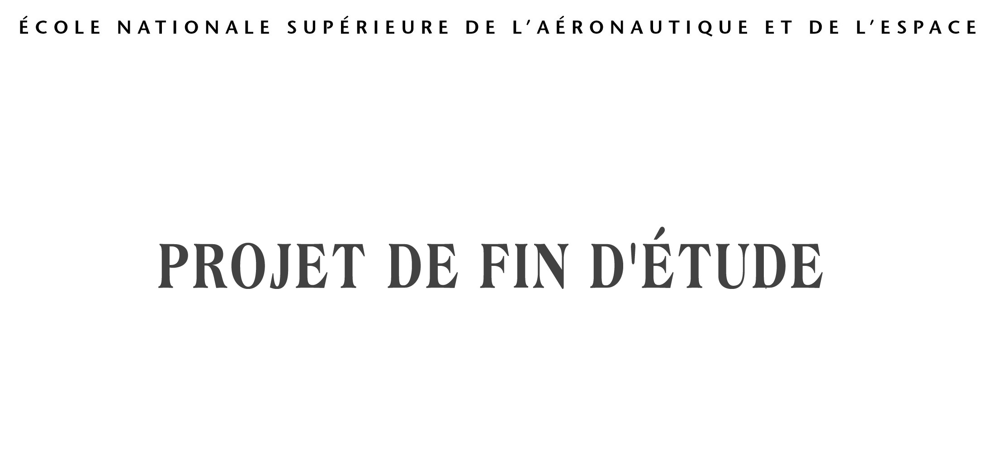 ÉCOLE NATIONALE SUPÉRIEURE DE L’AÉRONAUTIQUE ET DE L’ESPACE
PROJET DE FIN D'ÉTUDE